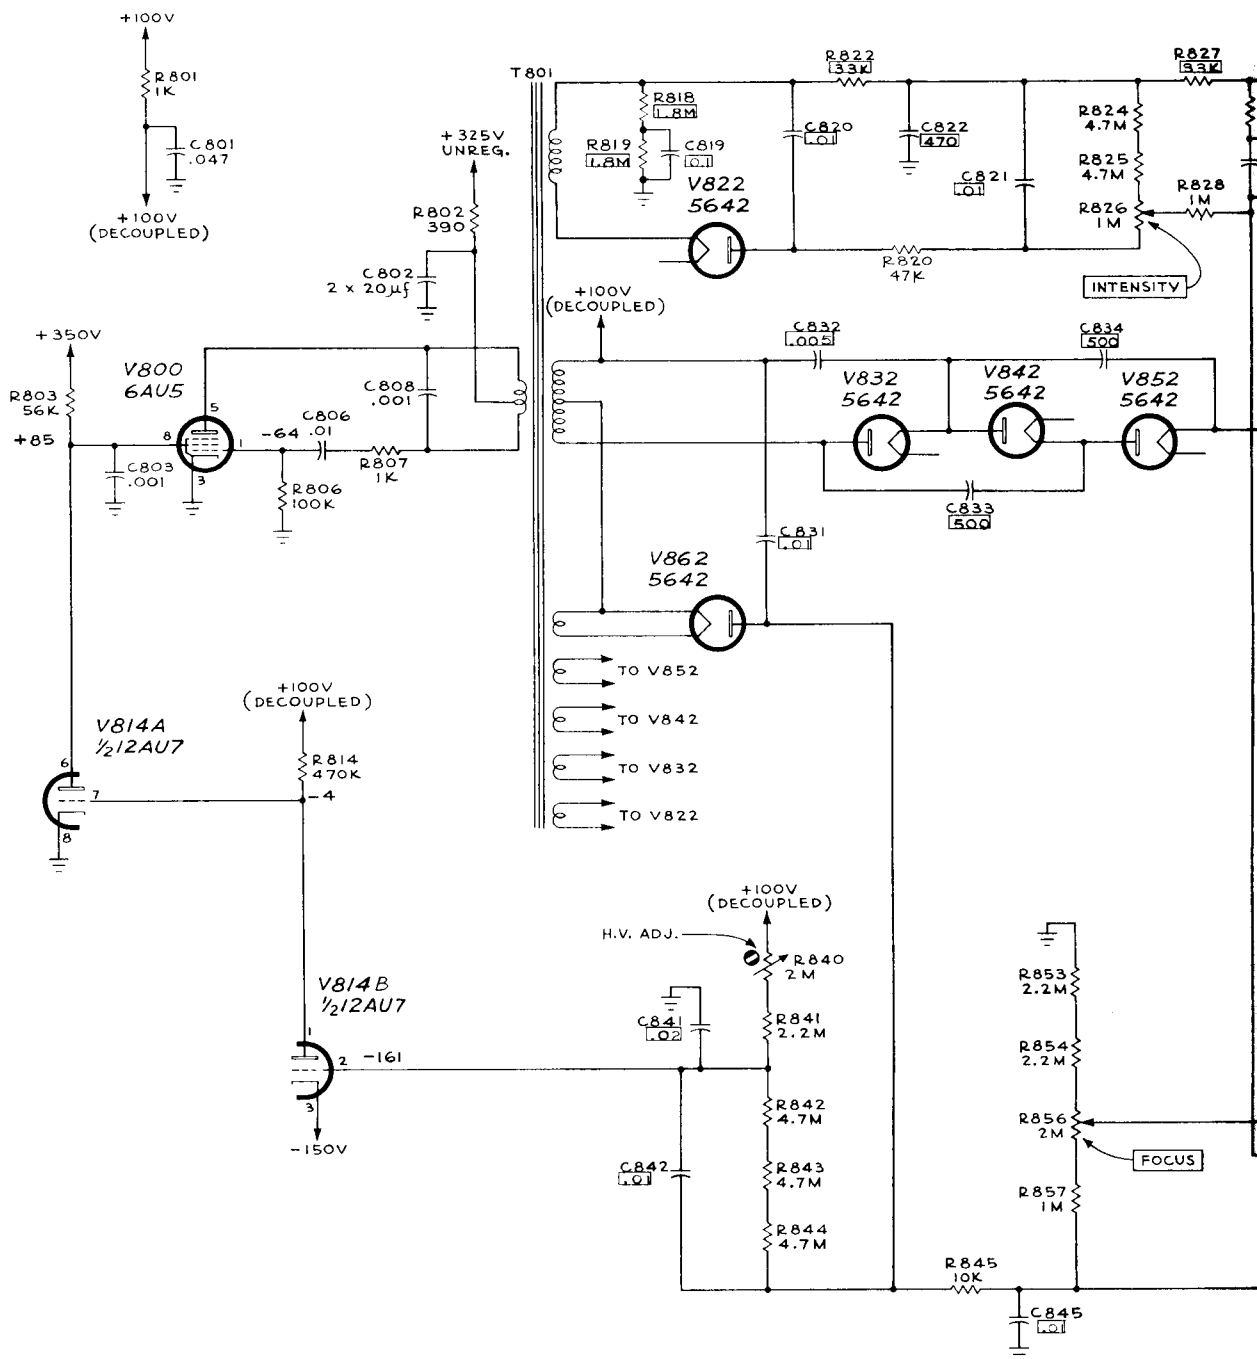 +100V
R801
1K
C801
.047
+100V
(DECOUPLED)
T801
+325V
UNREG.
R802
390
C802
2 x 20µf
R818
1.8M
R819
1.8M
C819
0.1
C820
.01
R822
33K
C822
470
C821
.01
R824
4.7M
R825
4.7M
R826
1M
R827
33K
R828
1M
INTENSITY
V822
5642
R820
47K
+350V
R803
56K
+85
V800
6AU5
5
8
1
3
-64
C803
.001
C806
.01
C808
.001
R807
1K
R806
100K
+100V
(DECOUPLED)
C832
.005
C834
500
V832
5642
V842
5642
V852
5642
C833
500
C831
.01
V862
5642
TO V852
TO V842
TO V832
TO V822
+100V
(DECOUPLED)
R814
470K
-4
V814A
½12AU7
6
7
8
V814B
½12AU7
1
2
3
-161
-150V
+100V
(DECOUPLED)
H.V. ADJ.
R840
2M
C841
.02
R841
2.2M
R842
4.7M
C842
.01
R843
4.7M
R844
4.7M
R853
2.2M
R854
2.2M
R856
2M
FOCUS
R857
1M
R845
10K
C845
.01